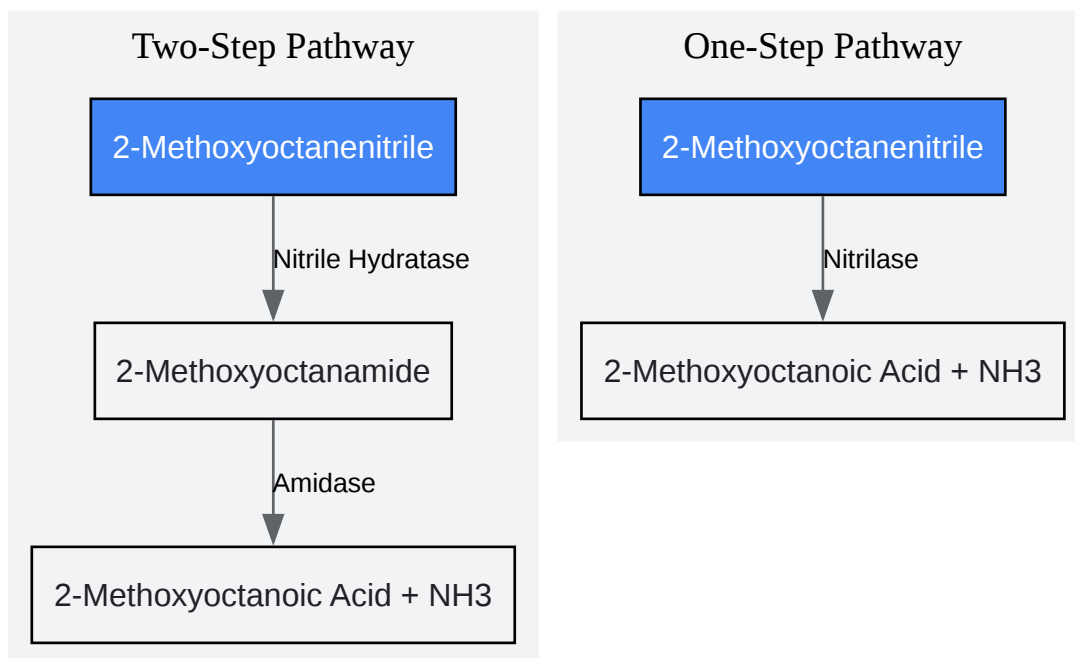 Two-Step Pathway
2-Methoxyoctanenitrile
Nitrile Hydratase
2-Methoxyoctanamide
Amidase
2-Methoxyoctanoic Acid + NH3
One-Step Pathway
2-Methoxyoctanenitrile
Nitrilase
2-Methoxyoctanoic Acid + NH3